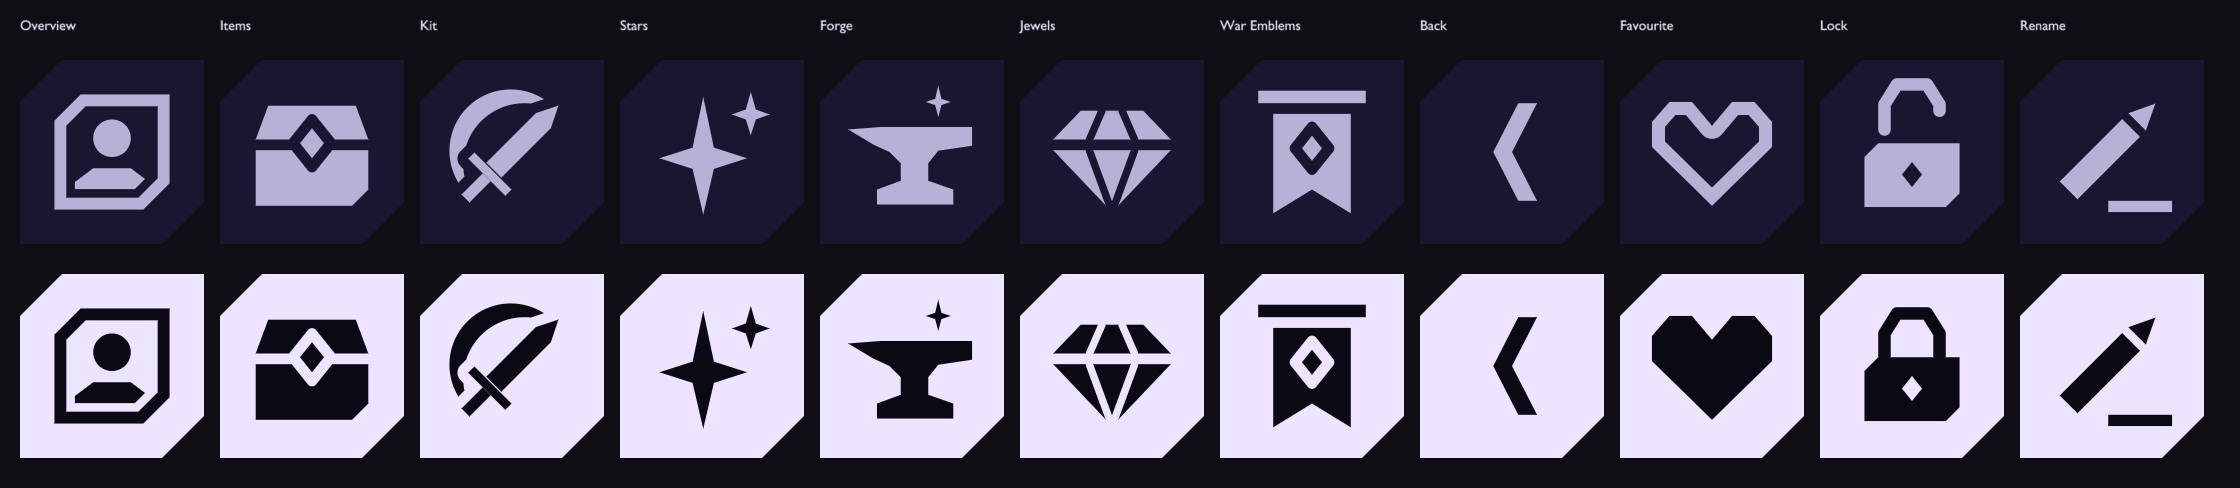 Overview
Items
Kit
Stars
Forge
Jewels
War Emblems
Back
Favourite
Lock
Rename